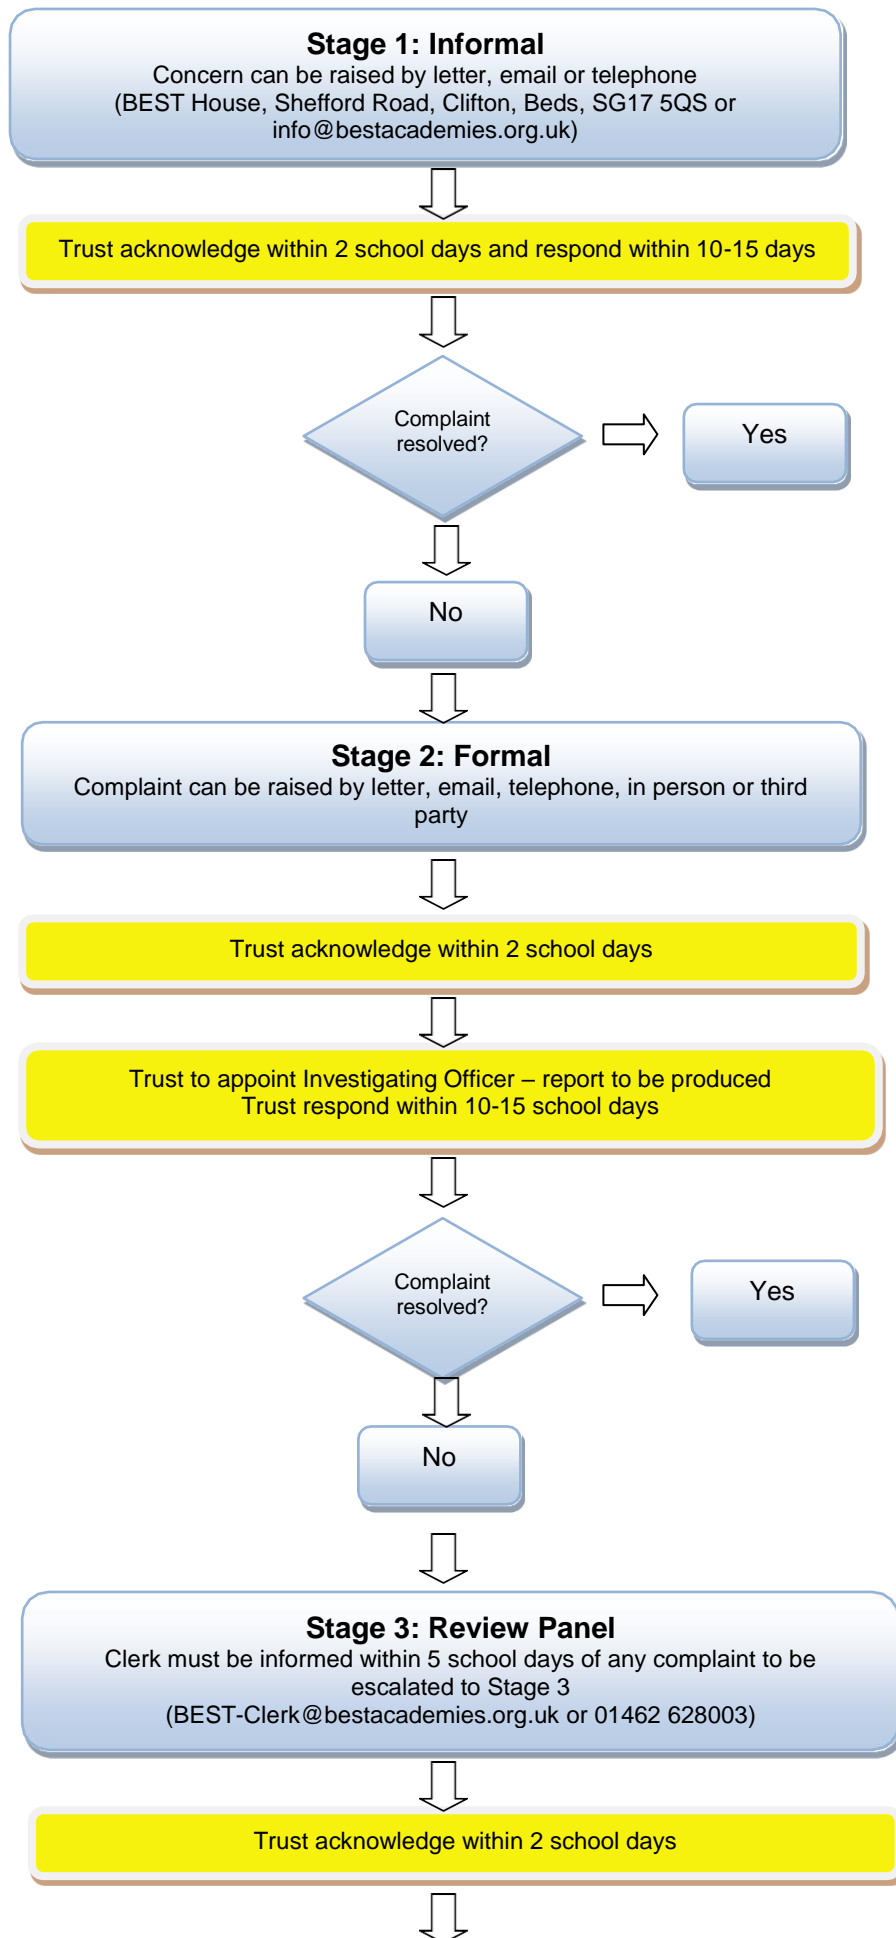 Stage 1: Informal
Concern can be raised by letter, email or telephone
(BEST House, Shefford Road, Clifton, Beds, SG17 5QS or
info@bestacademies.org.uk)
Trust acknowledge within 2 school days and respond within 10-15 days
Complaint
resolved?
Yes
No
Stage 2: Formal
Complaint can be raised by letter, email, telephone, in person or third
party
Trust acknowledge within 2 school days
Trust to appoint Investigating Officer – report to be produced
Trust respond within 10-15 school days
Complaint
resolved?
Yes
No
Stage 3: Review Panel
Clerk must be informed within 5 school days of any complaint to be
escalated to Stage 3
(BEST-Clerk@bestacademies.org.uk or 01462 628003)
Trust acknowledge within 2 school days